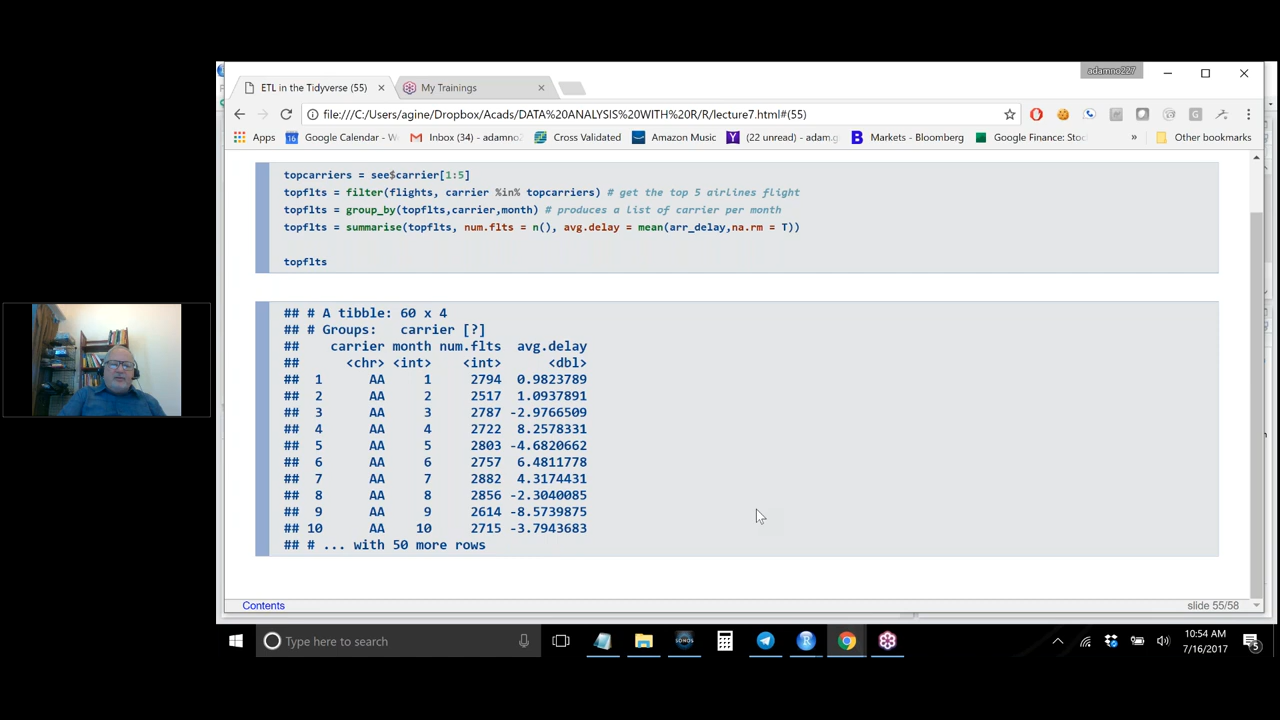 adamno227
ETL in the Tidyverse (55)
My Trainings
file:///C:/Users/agine/Dropbox/Acads/DATA%20ANALYSIS%20WITH%20R/R/lecture7.html#(55)
Apps
Google Calendar - W
Inbox (34) - adamno
Cross Validated
Amazon Music
(22 unread) - adam.g
Markets - Bloomberg
Google Finance: Stoc
»
Other bookmarks
topcarriers = see$carrier[1:5]
topflts = filter(flights, carrier %in% topcarriers) # get the top 5 airlines flight
topflts = group_by(topflts,carrier,month) # produces a list of carrier per month
topflts = summarise(topflts, num.flts = n(), avg.delay = mean(arr_delay,na.rm = T))
topflts
## # A tibble: 60 x 4
## # Groups: carrier [?]
## carrier month num.flts avg.delay
## <chr> <int> <int> <dbl>
## 1 AA 1 2794 0.9823789
## 2 AA 2 2517 1.0937891
## 3 AA 3 2787 -2.9766509
## 4 AA 4 2722 8.2578331
## 5 AA 5 2803 -4.6820662
## 6 AA 6 2757 6.4811778
## 7 AA 7 2882 4.3174431
## 8 AA 8 2856 -2.3040085
## 9 AA 9 2614 -8.5739875
## 10 AA 10 2715 -3.7943683
## # ... with 50 more rows
Contents
slide 55/58
Type here to search
SONOS
10:54 AM
7/16/2017
5